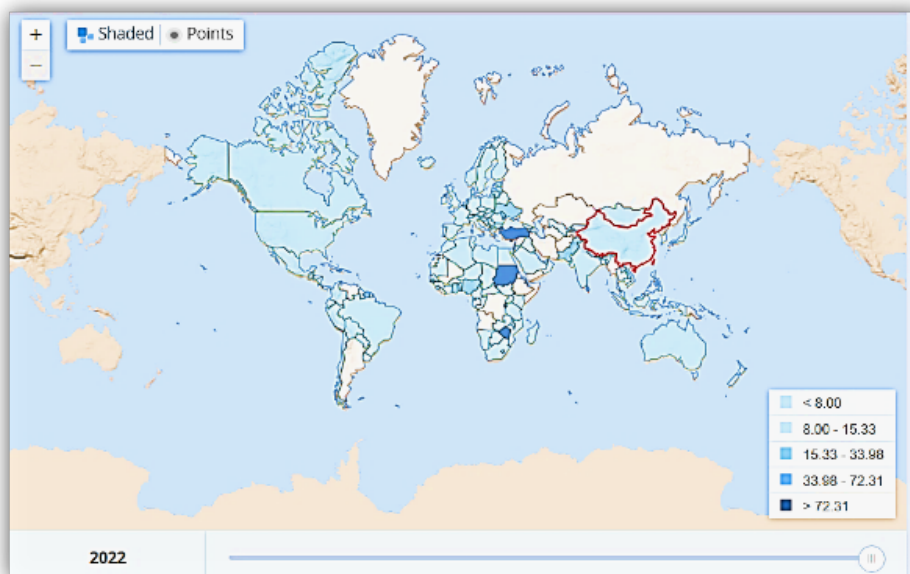 +
Shaded Points
−
< 8.00
8.00 - 15.33
15.33 - 33.98
33.98 - 72.31
> 72.31
2022